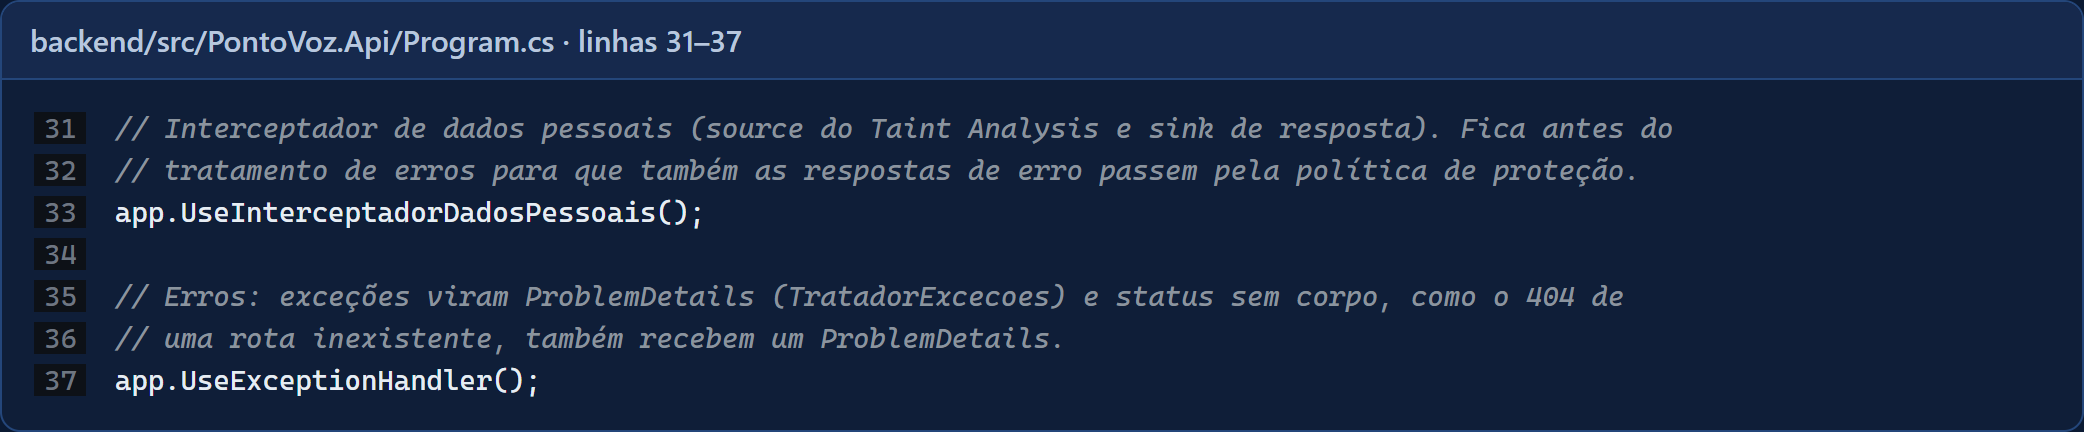 backend/src/PontoVoz.Api/Program.cs · linhas 31–37
31 // Interceptador de dados pessoais (source do Taint Analysis e sink de resposta). Fica antes do
32 // tratamento de erros para que também as respostas de erro passem pela política de proteção.
33 app.UseInterceptadorDadosPessoais();
34
35 // Erros: exceções viram ProblemDetails (TratadorExcecoes) e status sem corpo, como o 404 de
36 // uma rota inexistente, também recebem um ProblemDetails.
37 app.UseExceptionHandler();